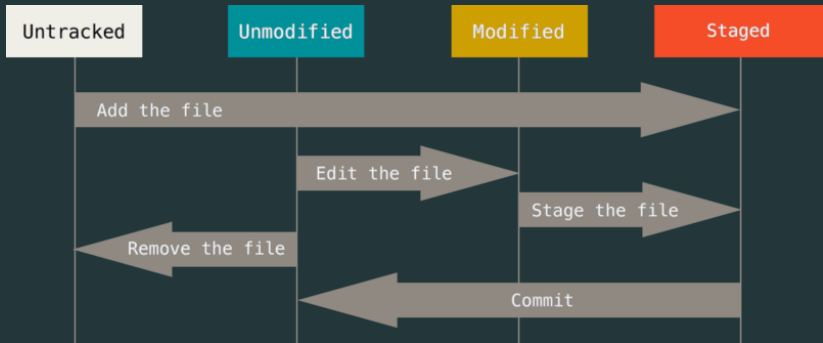 Untracked
Unmodified
Modified
Staged
Add the file
Edit the file
Stage the file
Remove the file
Commit